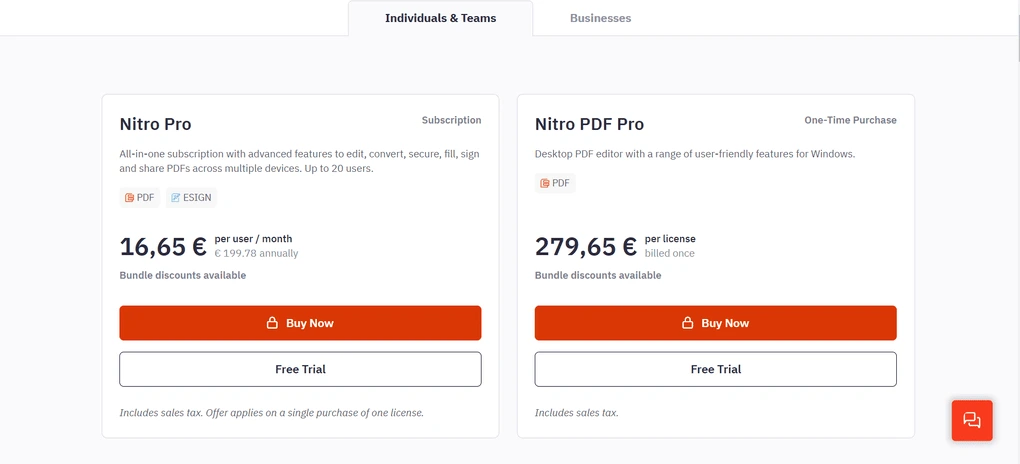 Individuals & Teams
Businesses
Nitro Pro
Subscription
All-in-one subscription with advanced features to edit, convert, secure, fill, sign
and share PDFs across multiple devices. Up to 20 users.
PDF
ESIGN
16,65 €
per user / month
€ 199.78 annually
Bundle discounts available
Buy Now
Free Trial
Includes sales tax. Offer applies on a single purchase of one license.
Nitro PDF Pro
One-Time Purchase
Desktop PDF editor with a range of user-friendly features for Windows.
PDF
279,65 €
per license
billed once
Bundle discounts available
Buy Now
Free Trial
Includes sales tax.